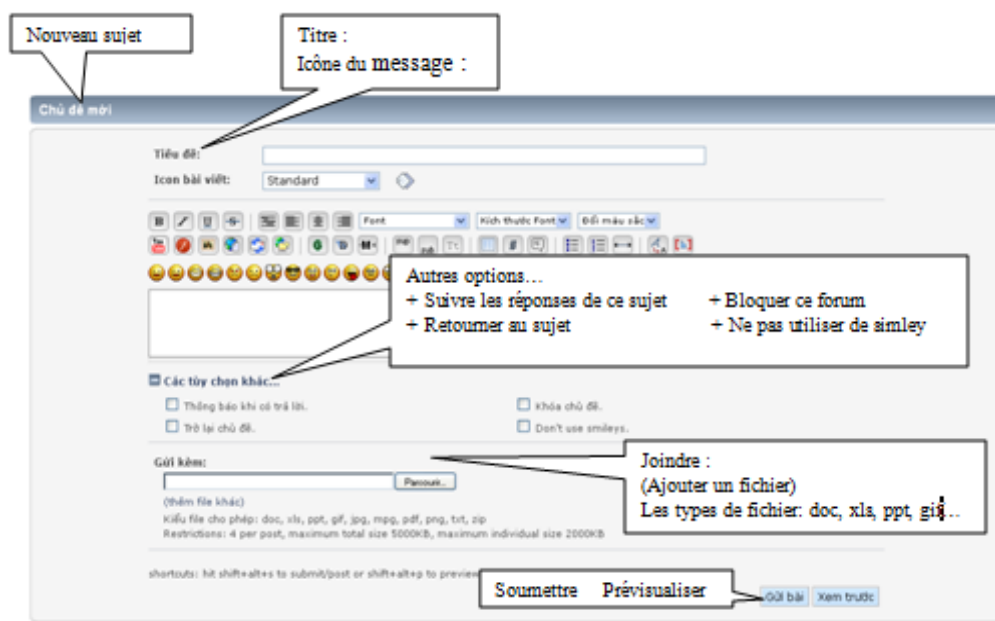 Nouveau sujet
Titre :
Icône du message :
Chủ đề mới
Tiêu đề:
Icon bài viết:
Standard
Font
Kích thước Font
Đổi màu sắc
Autres options...
+ Suivre les réponses de ce sujet + Bloquer ce forum
+ Retourner au sujet + Ne pas utiliser de simley
Các tùy chọn khác...
Thông báo khi có trả lời. Khóa chủ đề.
Trở lại chủ đề. Don't use smileys.
Gửi kèm:
Parcourir...
Joindre :
(Ajouter un fichier)
Les types de fichier: doc, xls, ppt, gif...
(thêm file khác)
Kiểu file cho phép: doc, xls, ppt, gif, jpg, mpg, pdf, png, txt, zip
Restrictions: 4 per post, maximum total size 5000KB, maximum individual size 2000KB
shortcuts: hit shift+alt+s to submit/post or shift+alt+p to preview
Soumettre Prévisualiser
Gửi bài Xem trước